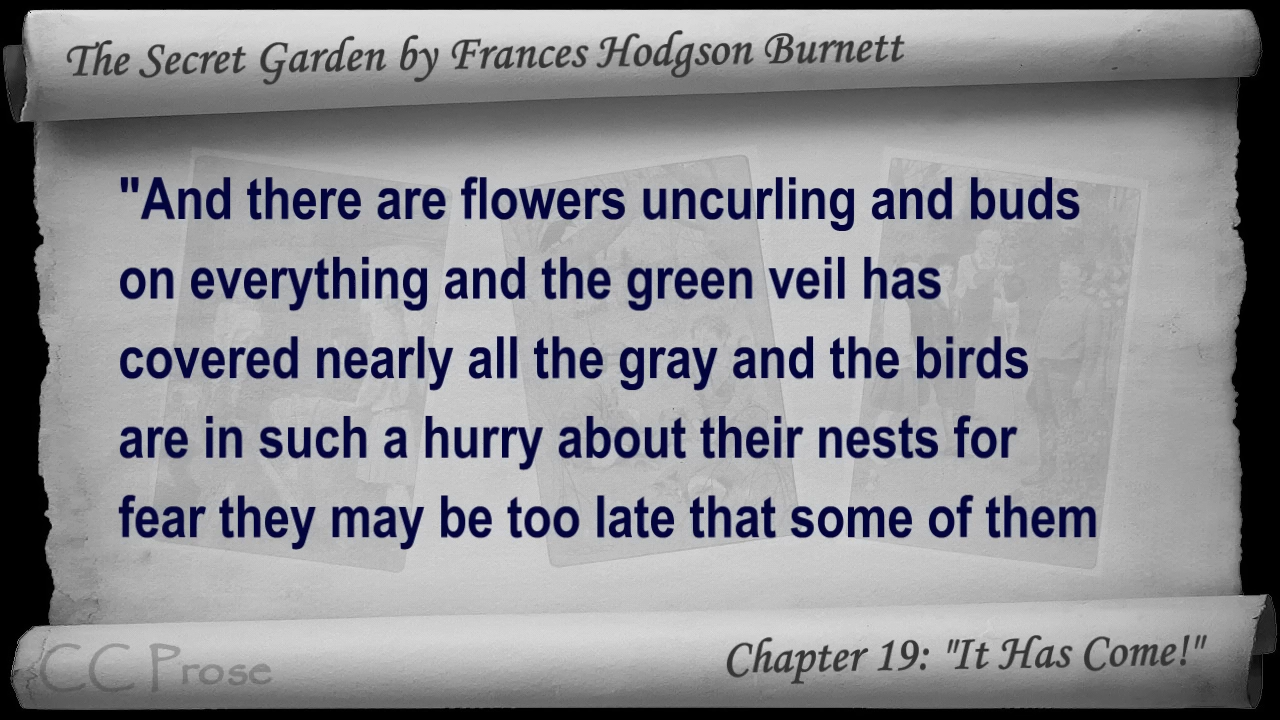 The Secret Garden by Frances Hodgson Burnett
"And there are flowers uncurling and buds
on everything and the green veil has
covered nearly all the gray and the birds
are in such a hurry about their nests for
fear they may be too late that some of them
CC Prose
Chapter 19: "It Has Come!"